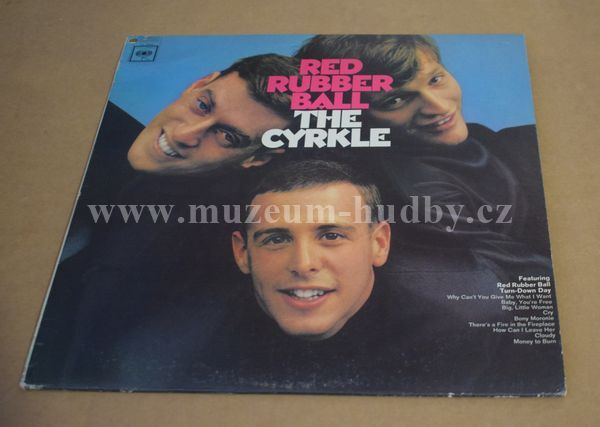 RED
RUBBER
BALL
THE
CYRKLE
www.muzeum-hudby.cz
Featuring
Red Rubber Ball
Turn-Down Day
Why Can't You Give Me What I Want
Baby, You're Free
Big, Little Woman
Cry
Bony Moronie
There's a Fire in the Fireplace
How Can I Leave Her
Cloudy
Money to Burn